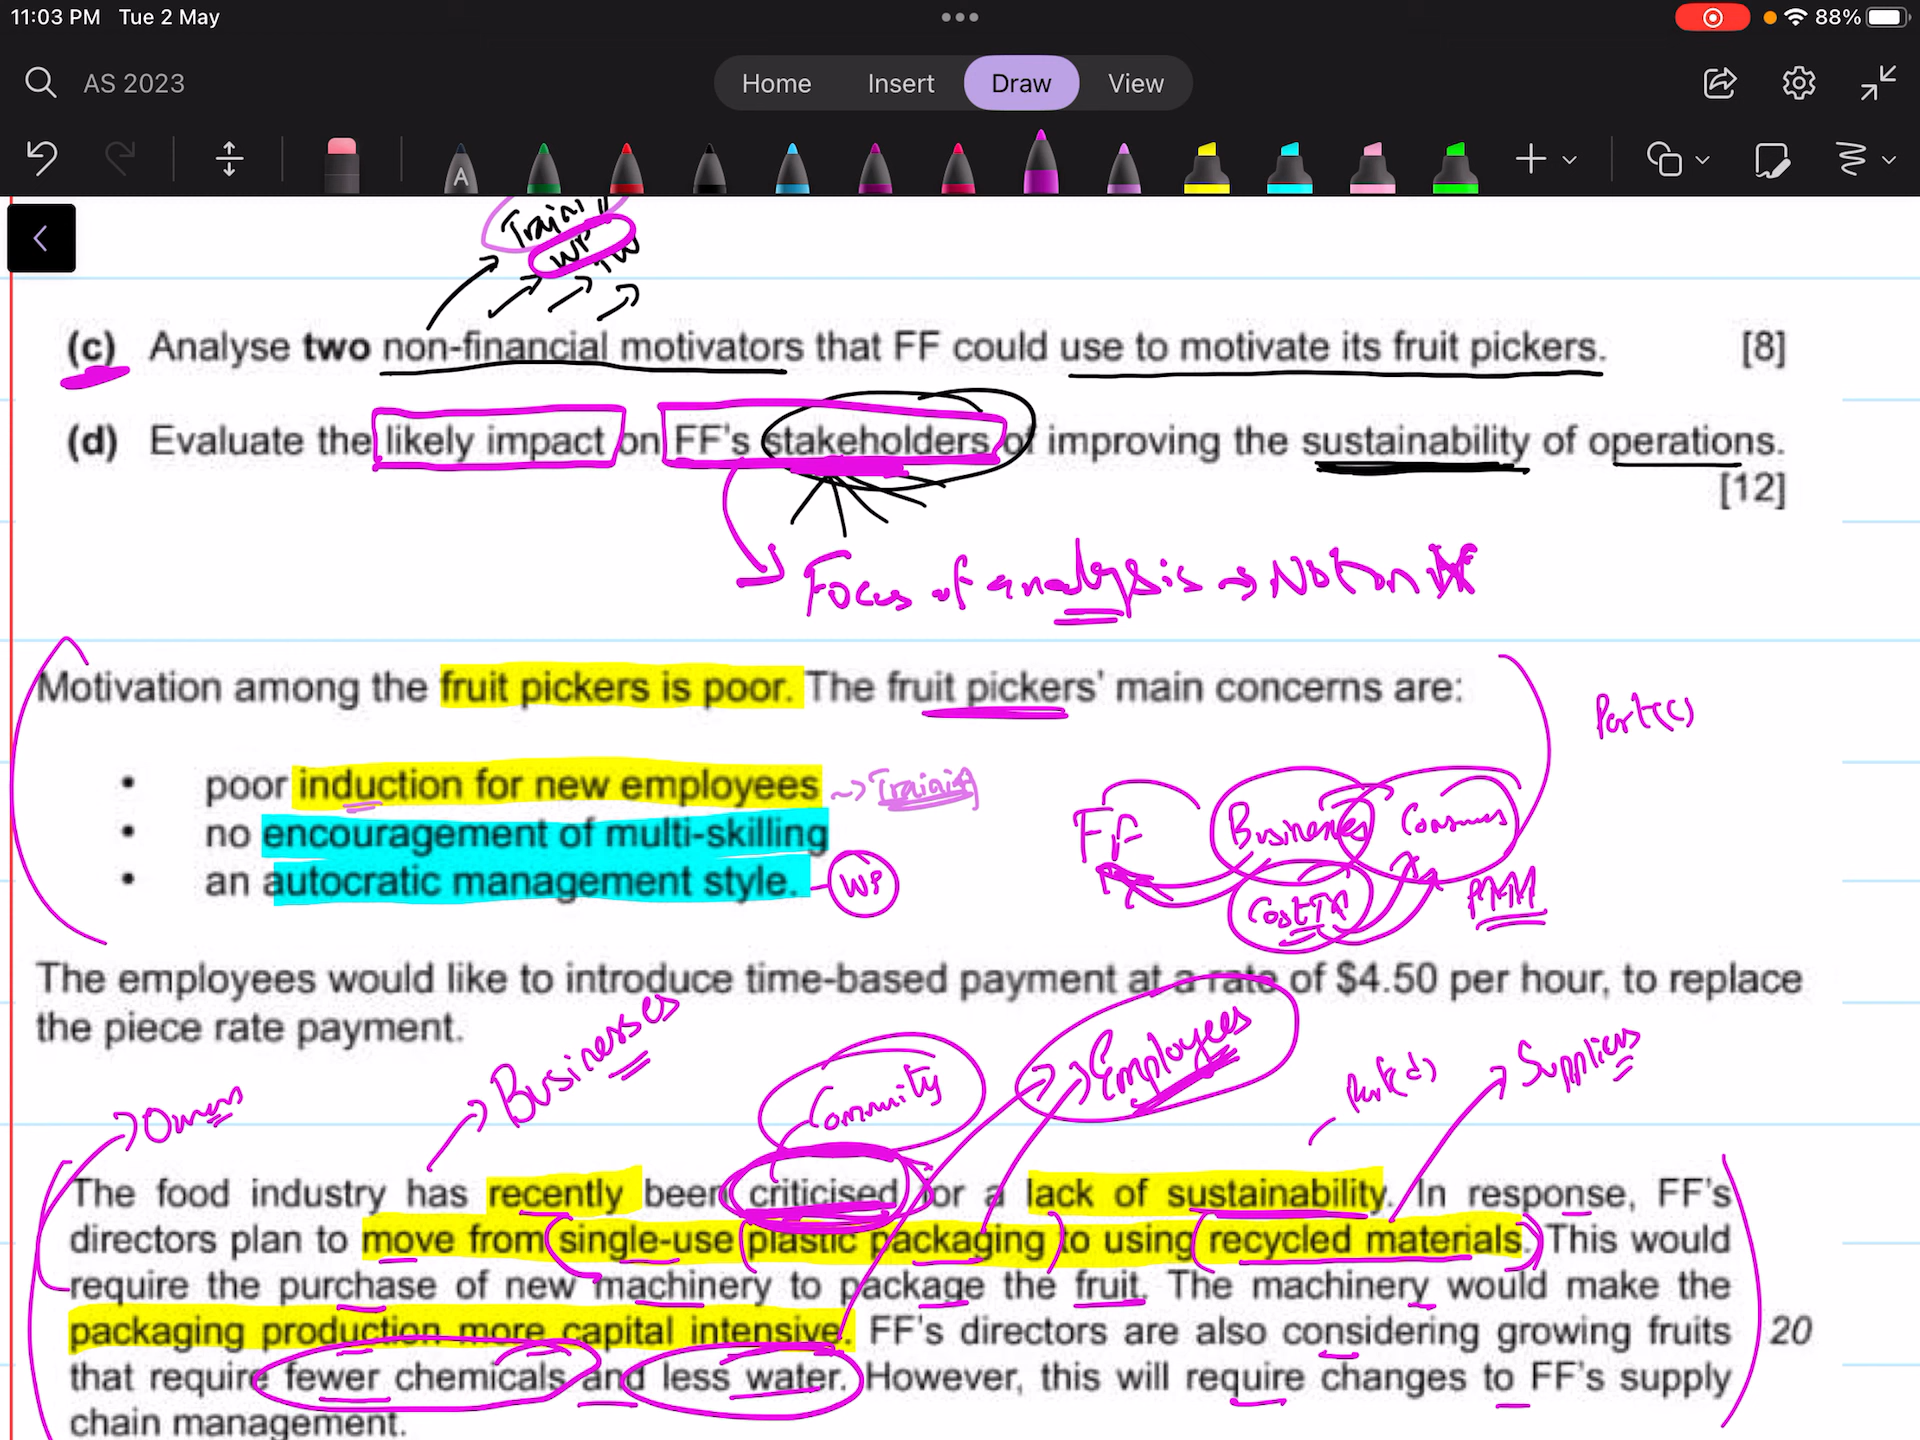 11:03 PM Tue 2 May
88%
AS 2023
Home Insert Draw View
A
Traini
WP
(c) Analyse two non-financial motivators that FF could use to motivate its fruit pickers. [8]
(d) Evaluate the likely impact on FF's stakeholders of improving the sustainability of operations.
[12]
Focus of analysis → Not on
Motivation among the fruit pickers is poor. The fruit pickers' main concerns are:
Part(c)
• poor induction for new employees → Training
• no encouragement of multi-skilling
• an autocratic management style. WP
FF Businesses Consumers
Cost
The employees would like to introduce time-based payment at a rate of $4.50 per hour, to replace
the piece rate payment.
→ Owners
→ Businesses
Community
→ Employees
Part(d)
Suppliers
The food industry has recently been criticised for a lack of sustainability. In response, FF's
directors plan to move from single-use plastic packaging to using recycled materials. This would
require the purchase of new machinery to package the fruit. The machinery would make the
packaging production more capital intensive. FF's directors are also considering growing fruits 20
that require fewer chemicals and less water. However, this will require changes to FF's supply
chain management.